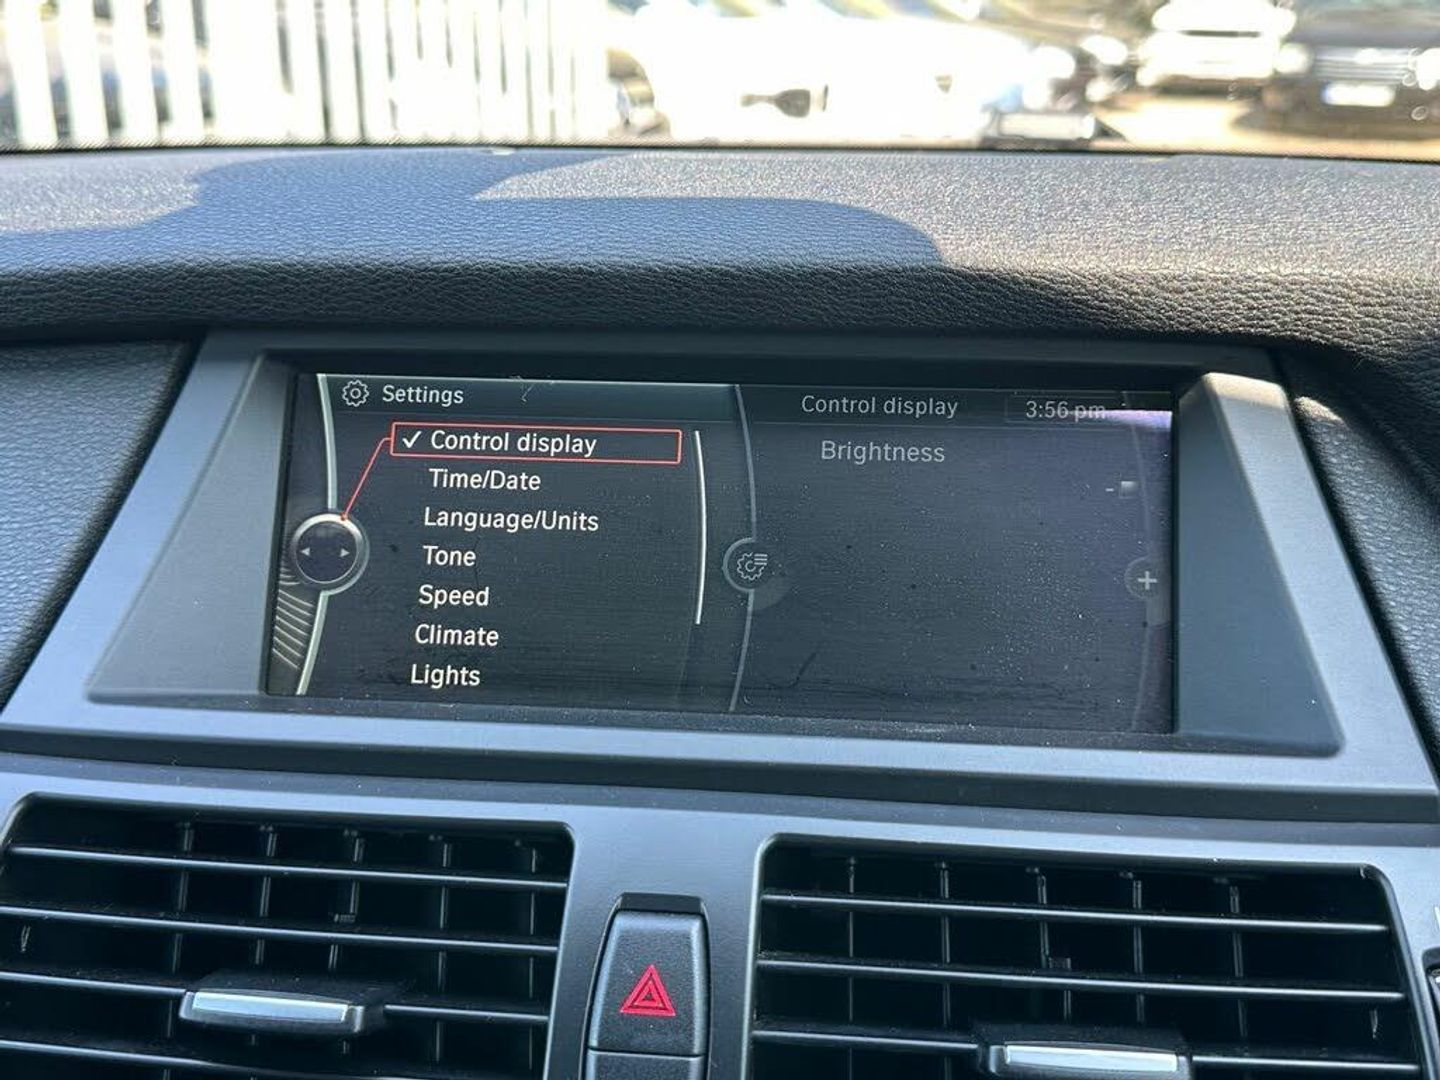 Settings
Control display
Time/Date
Language/Units
Tone
Speed
Climate
Lights
Control display
3:56 pm
Brightness
-
+